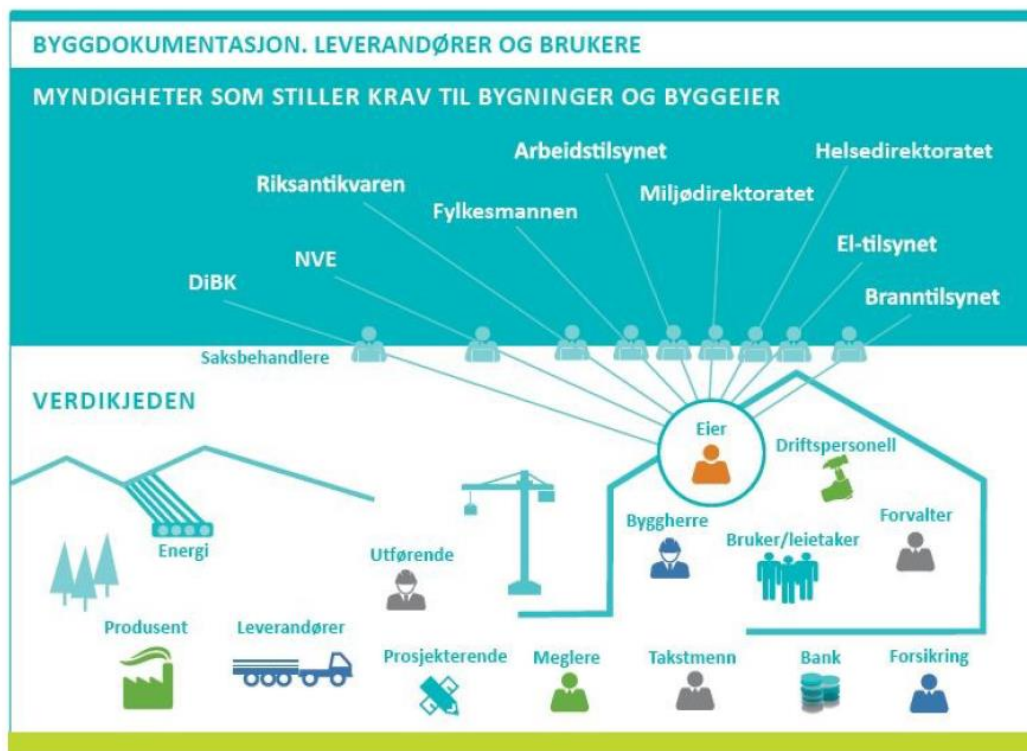 BYGGDOKUMENTASJON. LEVERANDØRER OG BRUKERE
MYNDIGHETER SOM STILLER KRAV TIL BYGNINGER OG BYGGEIER
Arbeidstilsynet
Helsedirektoratet
Riksantikvaren
Miljødirektoratet
Fylkesmannen
El-tilsynet
NVE
DiBK
Branntilsynet
Saksbehandlere
VERDIKJEDEN
Eier
Driftspersonell
Byggherre
Forvalter
Bruker/leietaker
Energi
Utførende
Produsent
Leverandører
Prosjekterende
Meglere
Takstmenn
Bank
Forsikring